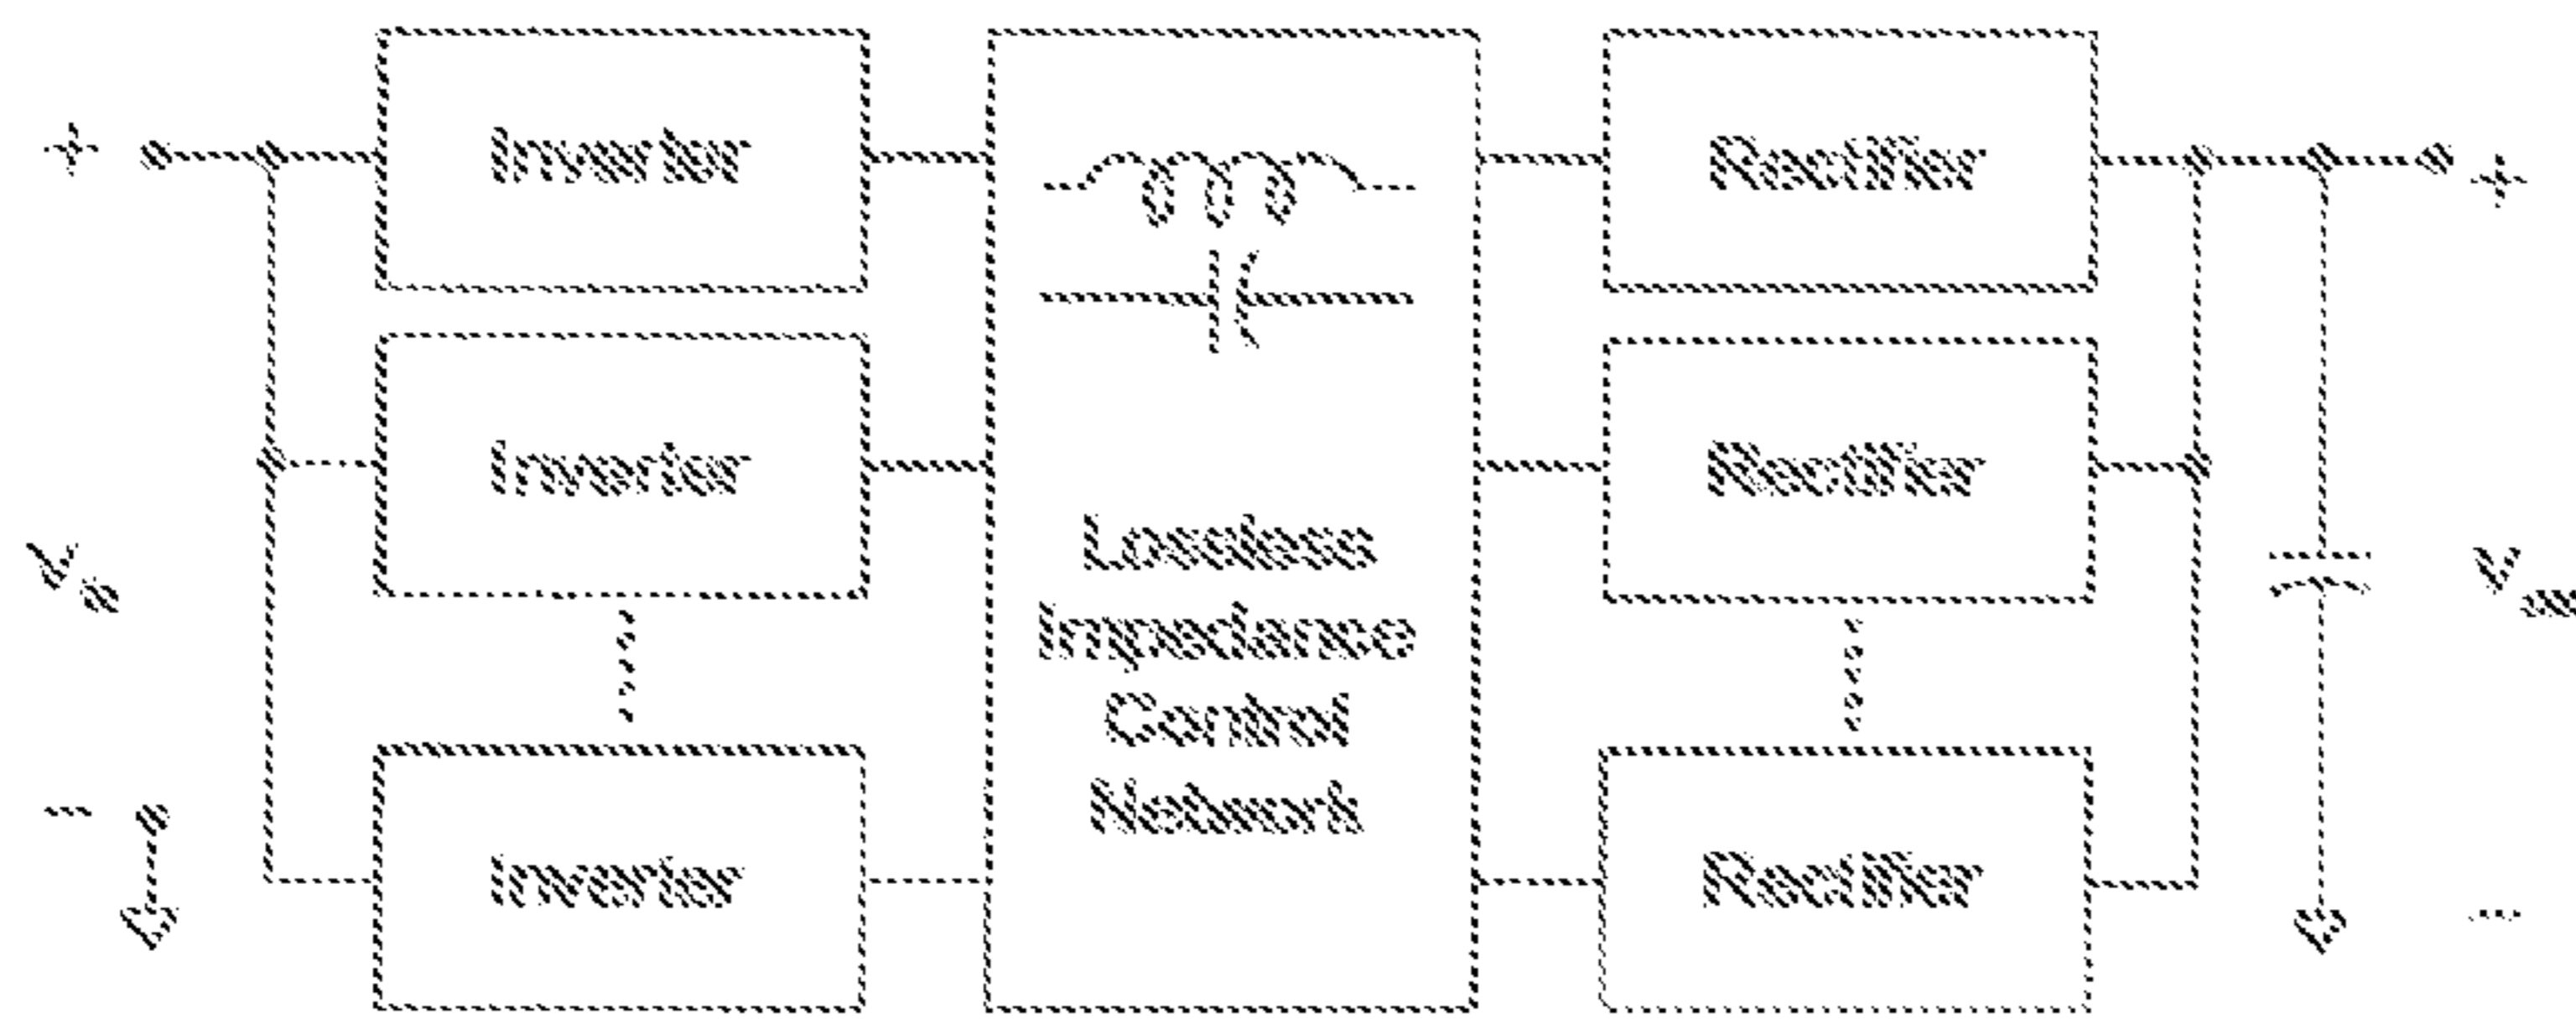 +
Inverter
Rectifier
+
Inverter
Rectifier
Lossless
Impedance
Control
Network
V
V
-
Inverter
Rectifier
-